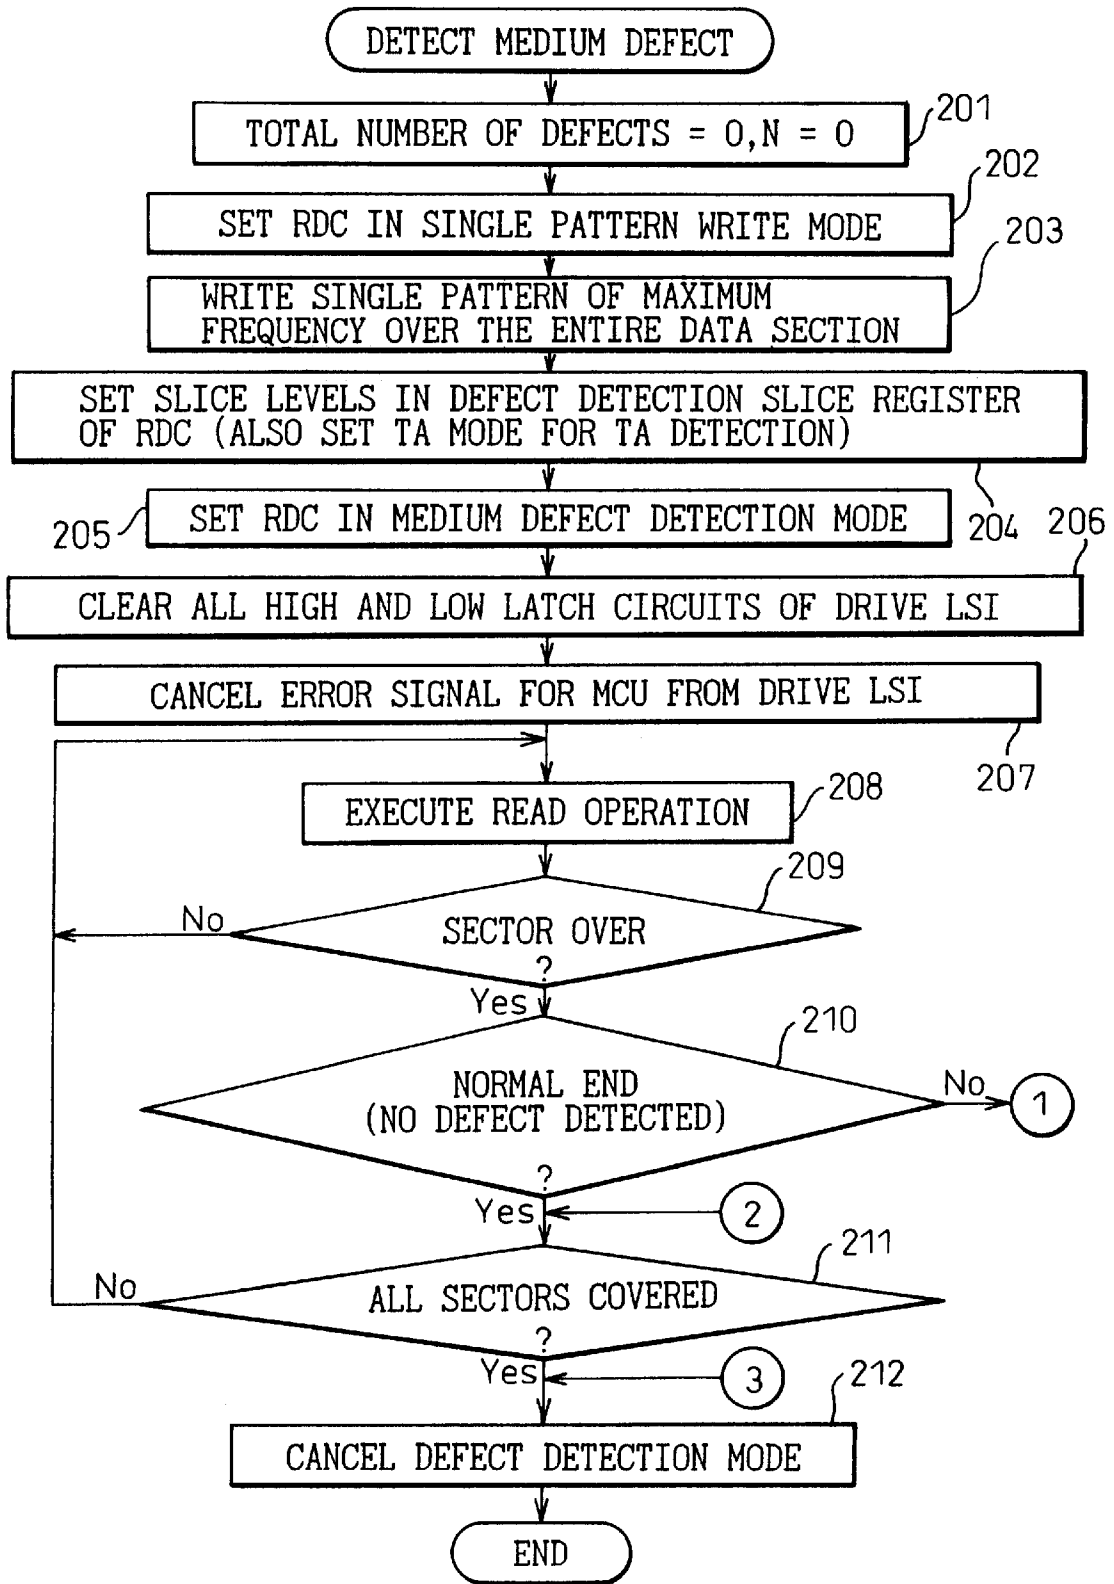 DETECT MEDIUM DEFECT
201
TOTAL NUMBER OF DEFECTS = 0, N = 0
202
SET RDC IN SINGLE PATTERN WRITE MODE
203
WRITE SINGLE PATTERN OF MAXIMUM
FREQUENCY OVER THE ENTIRE DATA SECTION
SET SLICE LEVELS IN DEFECT DETECTION SLICE REGISTER
OF RDC (ALSO SET TA MODE FOR TA DETECTION)
204
205
SET RDC IN MEDIUM DEFECT DETECTION MODE
206
CLEAR ALL HIGH AND LOW LATCH CIRCUITS OF DRIVE LSI
CANCEL ERROR SIGNAL FOR MCU FROM DRIVE LSI
207
208
EXECUTE READ OPERATION
209
No
SECTOR OVER
?
Yes
210
NORMAL END
(NO DEFECT DETECTED)
?
No
1
Yes
2
211
No
ALL SECTORS COVERED
?
Yes
3
212
CANCEL DEFECT DETECTION MODE
END